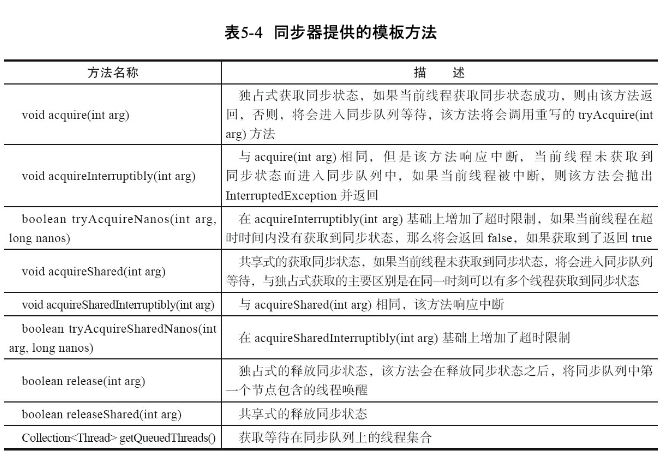 表5-4 同步器提供的模板方法
方法名称
描 述
void acquire(int arg)
独占式获取同步状态，如果当前线程获取同步状态成功，则由该方法返
回，否则，将会进入同步队列等待，该方法将会调用重写的 tryAcquire(int
arg) 方法
void acquireInterruptibly(int arg)
与 acquire(int arg) 相同，但是该方法响应中断，当前线程未获取到
同步状态而进入同步队列中，如果当前线程被中断，则该方法会抛出
InterruptedException 并返回
boolean tryAcquireNanos(int arg,
long nanos)
在 acquireInterruptibly(int arg) 基础上增加了超时限制，如果当前线程在超
时时间内没有获取到同步状态，那么将会返回 false，如果获取到了返回 true
void acquireShared(int arg)
共享式的获取同步状态，如果当前线程未获取到同步状态，将会进入同步队列
等待，与独占式获取的主要区别是在同一时刻可以有多个线程获取到同步状态
void acquireSharedInterruptibly(int arg)
与 acquireShared(int arg) 相同，该方法响应中断
boolean tryAcquireSharedNanos(int
arg, long nanos)
在 acquireSharedInterruptibly(int arg) 基础上增加了超时限制
boolean release(int arg)
独占式的释放同步状态，该方法会在释放同步状态之后，将同步队列中第
一个节点包含的线程唤醒
boolean releaseShared(int arg)
共享式的释放同步状态
Collection<Thread> getQueuedThreads()
获取等待在同步队列上的线程集合